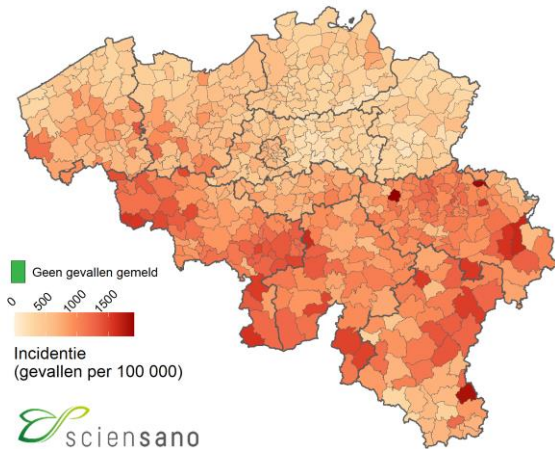 Geen gevallen gemeld
0 500 1000 1500
Incidentie
(gevallen per 100 000)
sciensano